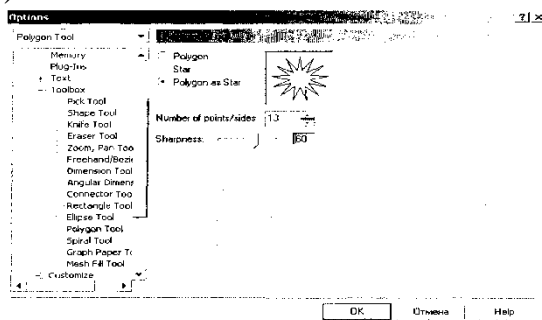 Options
Polygon Tool
Memory
Plug-Ins
Text
Toolbox
Pick Tool
Shape Tool
Knife Tool
Eraser Tool
Zoom, Pan Too
Freehand/Bezie
Dimension Tool
Angular Dimens
Connector Too
Rectangle Tool
Ellipse Tool
Polygon Tool
Spiral Tool
Graph Paper To
Mesh Fill Tool
Customize
Polygon
Star
Polygon as Star
Number of points/sides 13
Sharpness: 60
OK Отмена Help